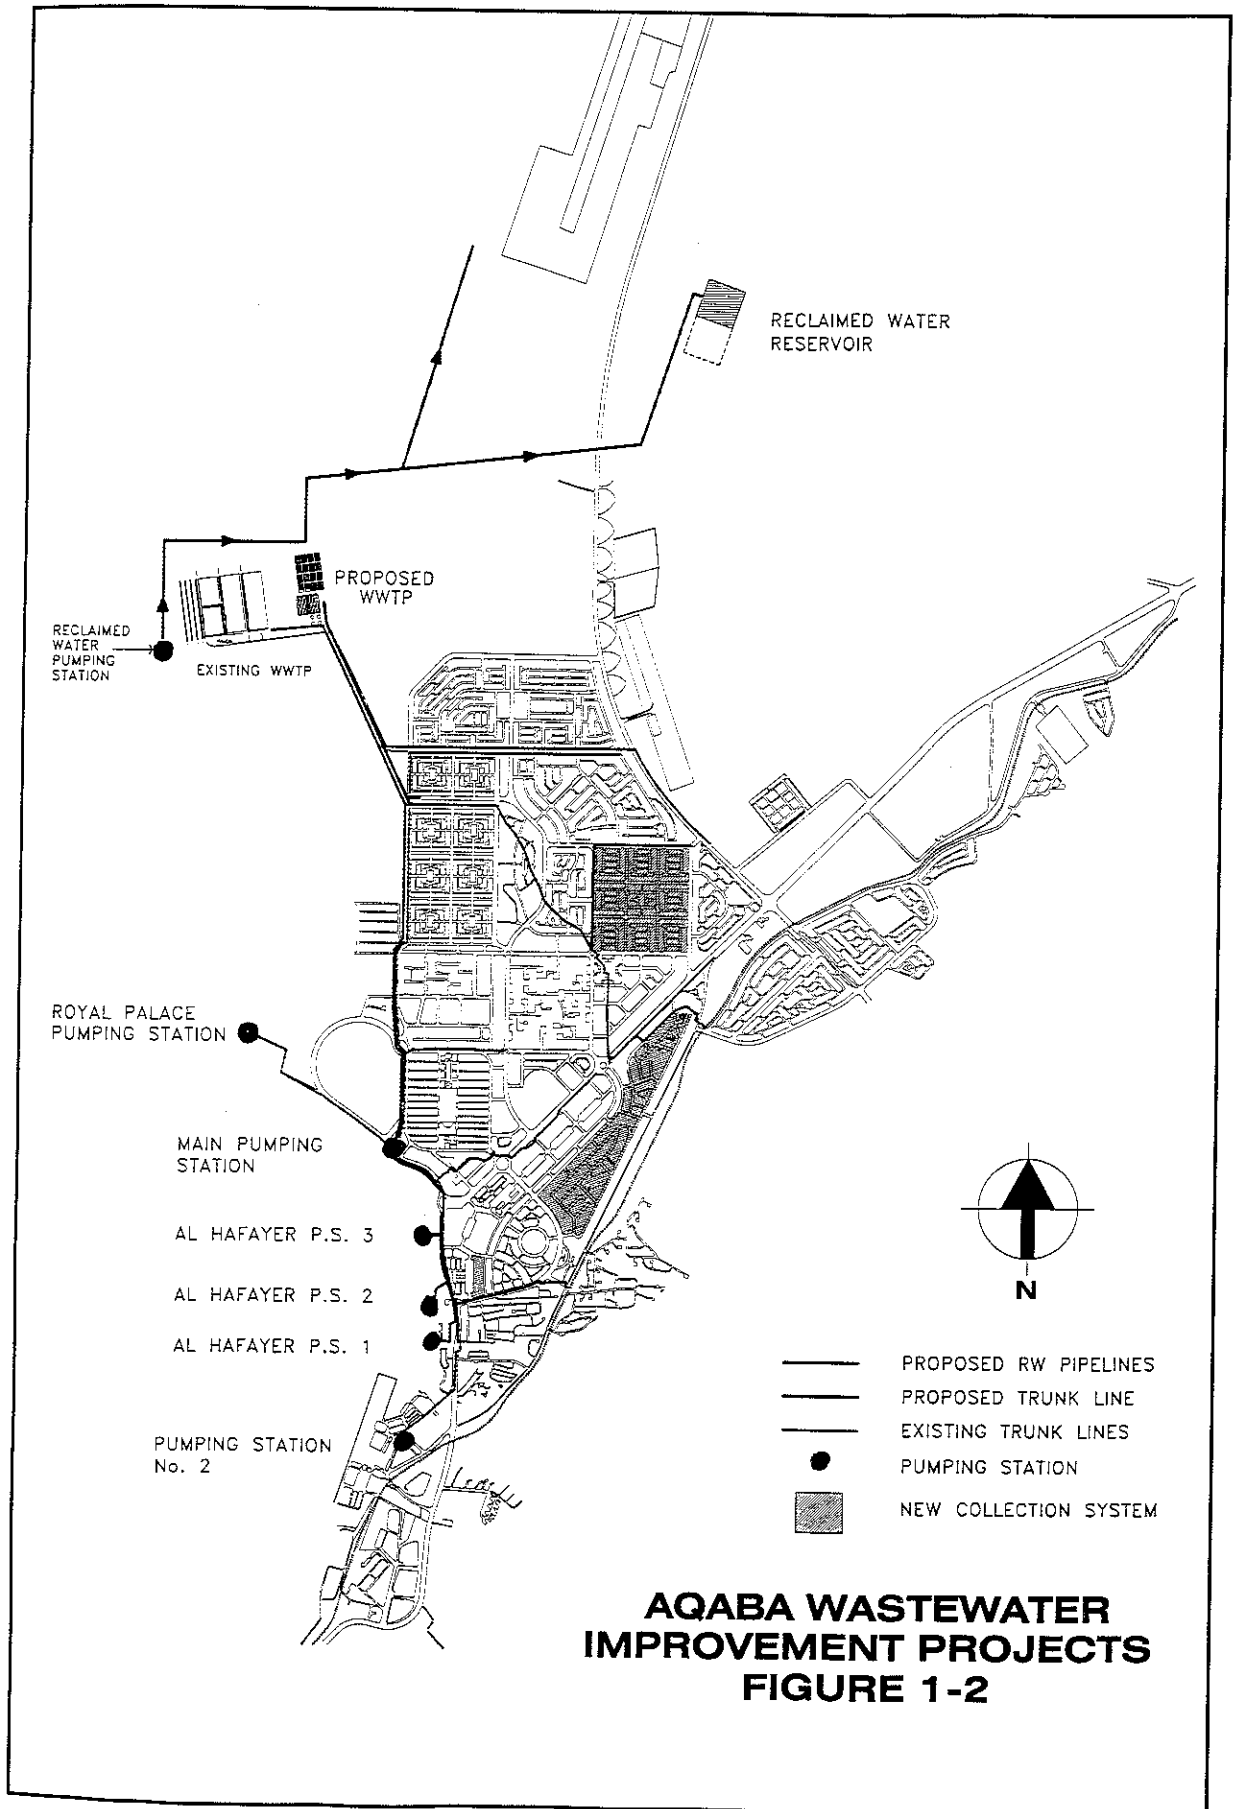 RECLAIMED WATER
RESERVOIR
PROPOSED
WWTP
RECLAIMED
WATER
PUMPING
STATION
EXISTING WWTP
ROYAL PALACE
PUMPING STATION
MAIN PUMPING
STATION
AL HAFAYER P.S. 3
AL HAFAYER P.S. 2
AL HAFAYER P.S. 1
PUMPING STATION
No. 2
N
PROPOSED RW PIPELINES
PROPOSED TRUNK LINE
EXISTING TRUNK LINES
PUMPING STATION
NEW COLLECTION SYSTEM
AQABA WASTEWATER
IMPROVEMENT PROJECTS
FIGURE 1-2